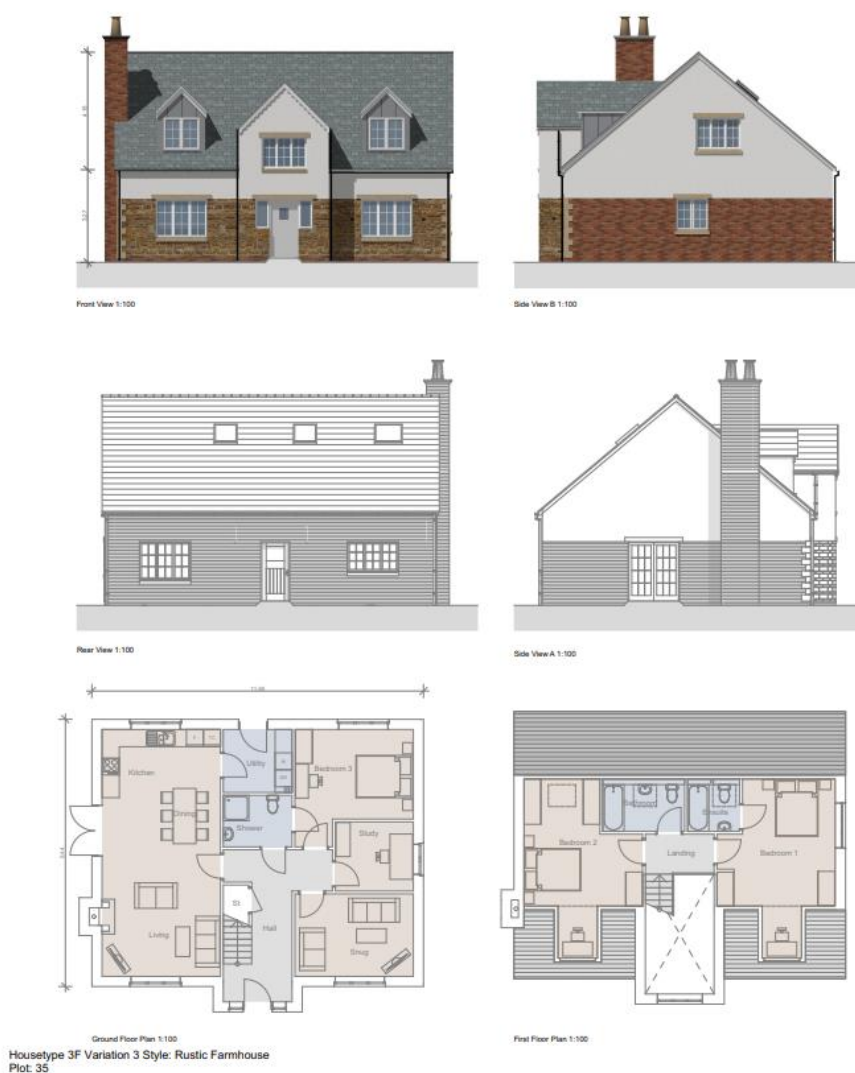 Front View 1:100
Side View B 1:100
Rear View 1:100
Side View A 1:100
Kitchen
Utility
Bedroom 3
Dining
Shower
Study
St.
Living
Hall
Snug
Bathroom
Ensuite
Bedroom 2
Landing
Bedroom 1
Ground Floor Plan 1:100
First Floor Plan 1:100
Housetype 3F Variation 3 Style: Rustic Farmhouse
Plot: 35